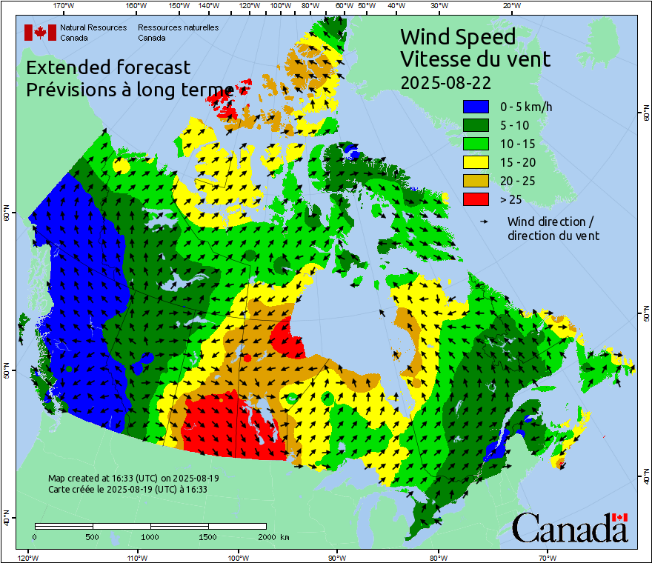 170°W 160°W 150°W 140°W 130°W 120°W 110°W 100°W 90°W 80°W 70°W 60°W 50°W 40°W 30°W 20°W
Natural Resources Ressources naturelles
Canada Canada
Extended forecast
Prévisions à long terme
Wind Speed
Vitesse du vent
2025-08-22
0 - 5 km/h
5 - 10
10 - 15
15 - 20
20 - 25
> 25
Wind direction /
direction du vent
60°N
60°N
50°N
50°N
40°N
40°N
Map created at 16:33 (UTC) on 2025-08-19
Carte créée le 2025-08-19 (UTC) à 16:33
0 500 1000 1500 2000 km
Canada
120°W 110°W 100°W 90°W 80°W 70°W